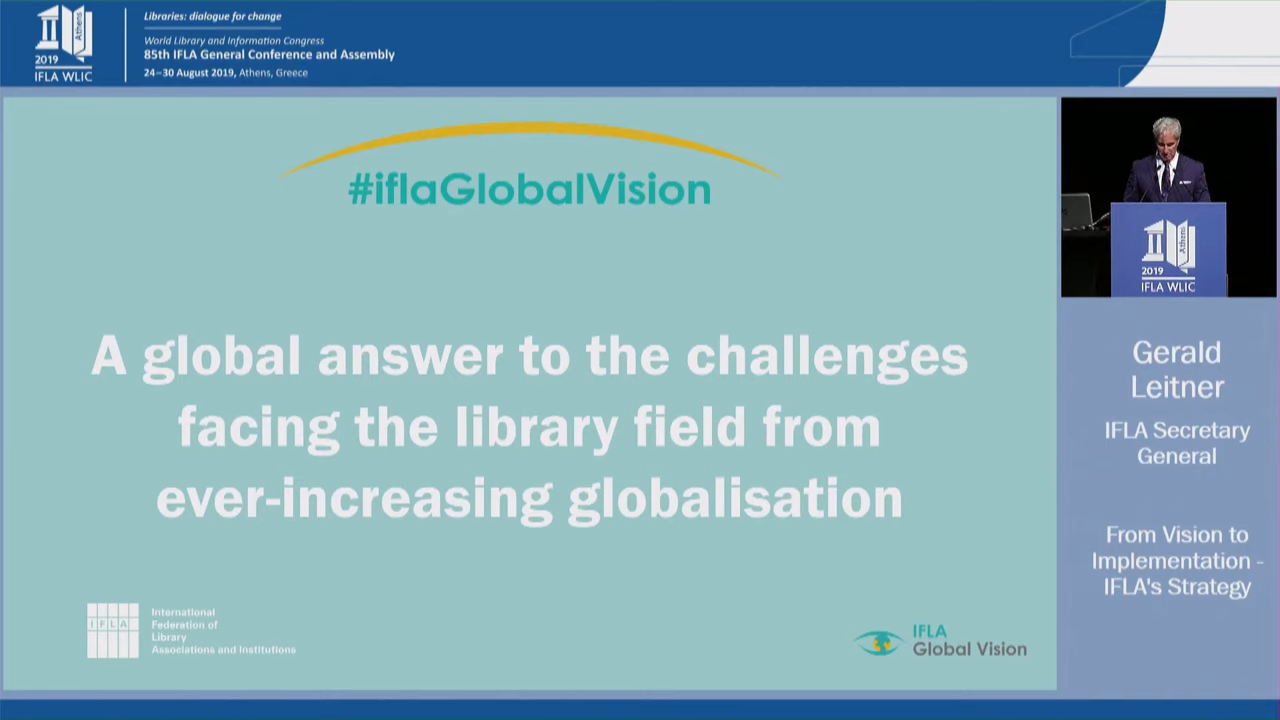 Athens
2019
IFLA WLIC
Libraries: dialogue for change
World Library and Information Congress
85th IFLA General Conference and Assembly
24–30 August 2019, Athens, Greece
#iflaGlobalVision
A global answer to the challenges
facing the library field from
ever-increasing globalisation
IFLA
International
Federation of
Library
Associations and Institutions
IFLA
Global Vision
Athens
2019
IFLA WLIC
Gerald
Leitner
IFLA Secretary
General
From Vision to
Implementation -
IFLA's Strategy